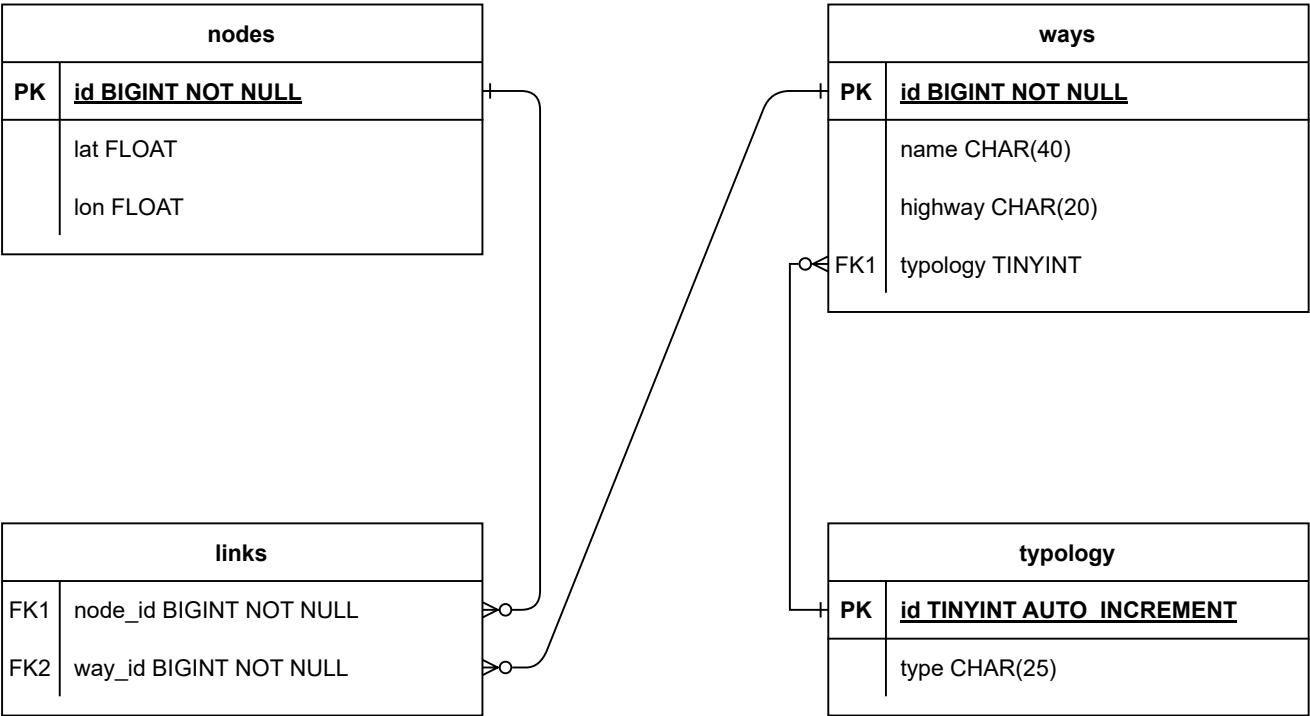 nodes
PK id BIGINT NOT NULL
lat FLOAT
lon FLOAT
ways
PK id BIGINT NOT NULL
name CHAR(40)
highway CHAR(20)
FK1 typology TINYINT
links
FK1 node_id BIGINT NOT NULL
FK2 way_id BIGINT NOT NULL
typology
PK id TINYINT AUTO_INCREMENT
type CHAR(25)